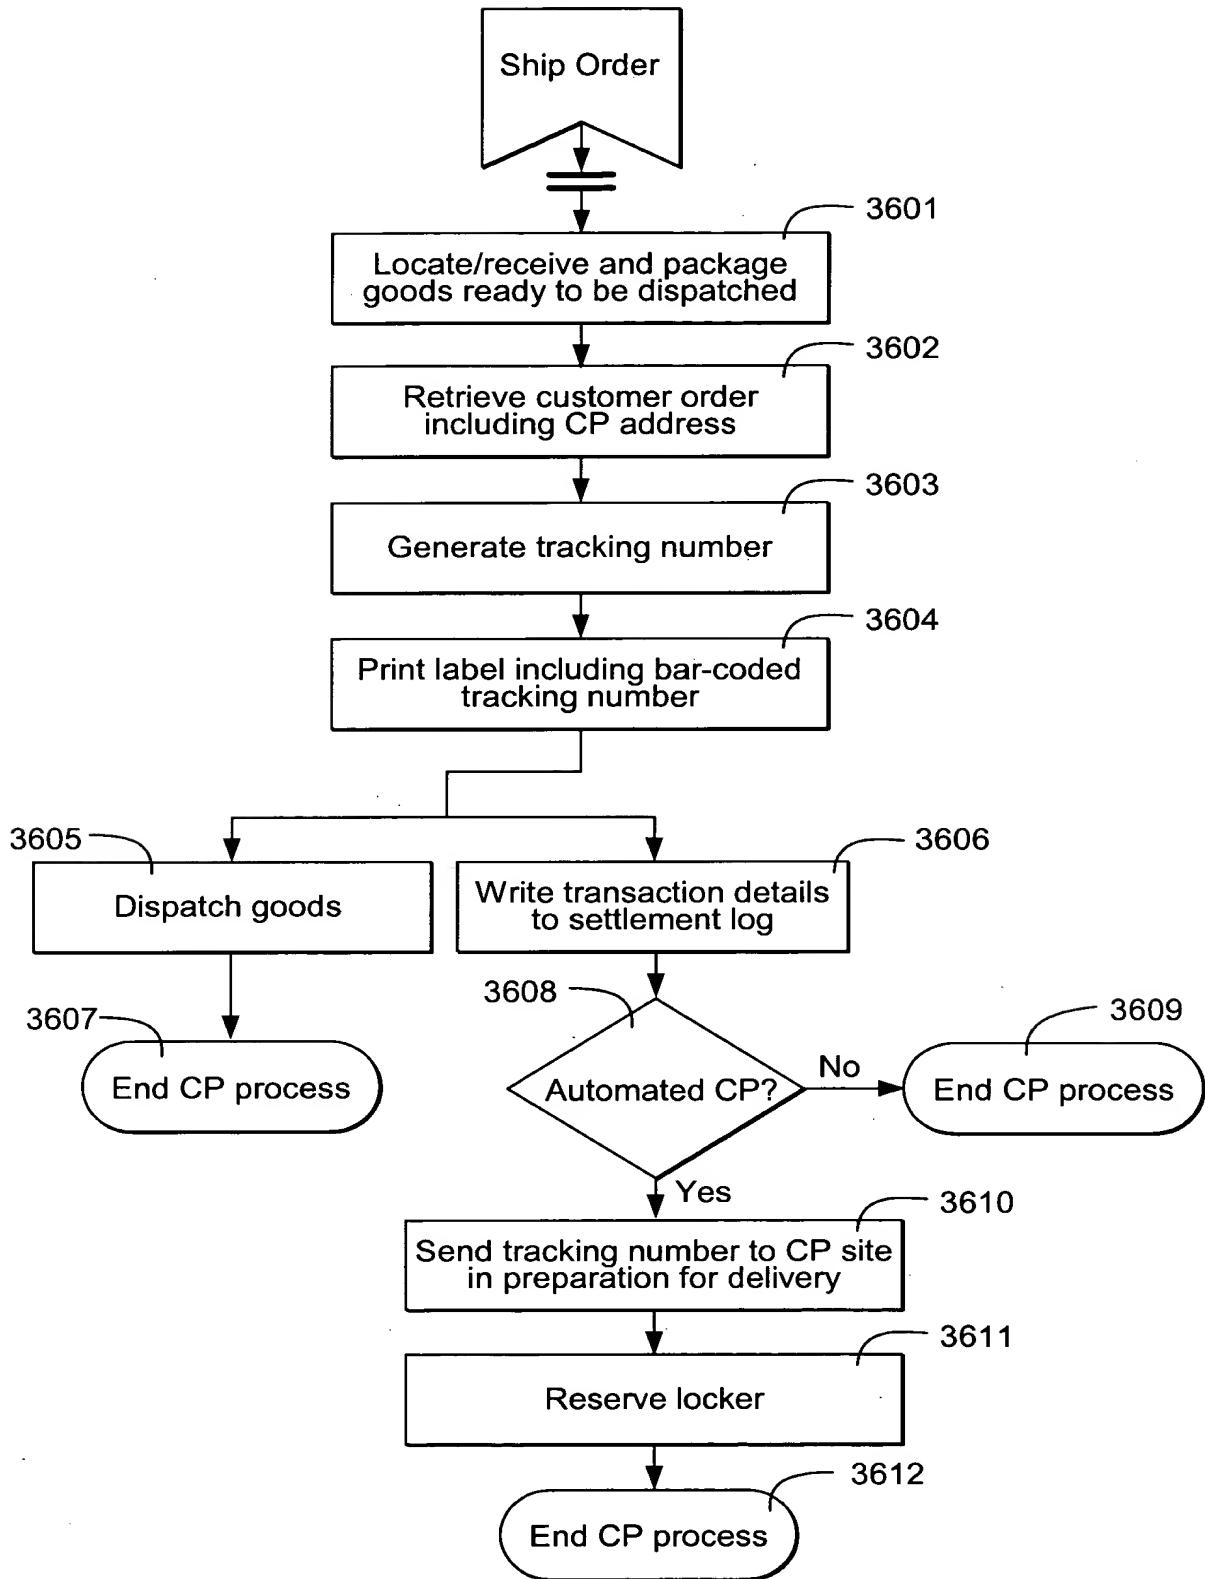 Ship Order
3601
Locate/receive and package
goods ready to be dispatched
3602
Retrieve customer order
including CP address
3603
Generate tracking number
3604
Print label including bar-coded
tracking number
3605
Dispatch goods
3606
Write transaction details
to settlement log
3607
End CP process
3608
Automated CP?
No
3609
End CP process
Yes
3610
Send tracking number to CP site
in preparation for delivery
3611
Reserve locker
3612
End CP process